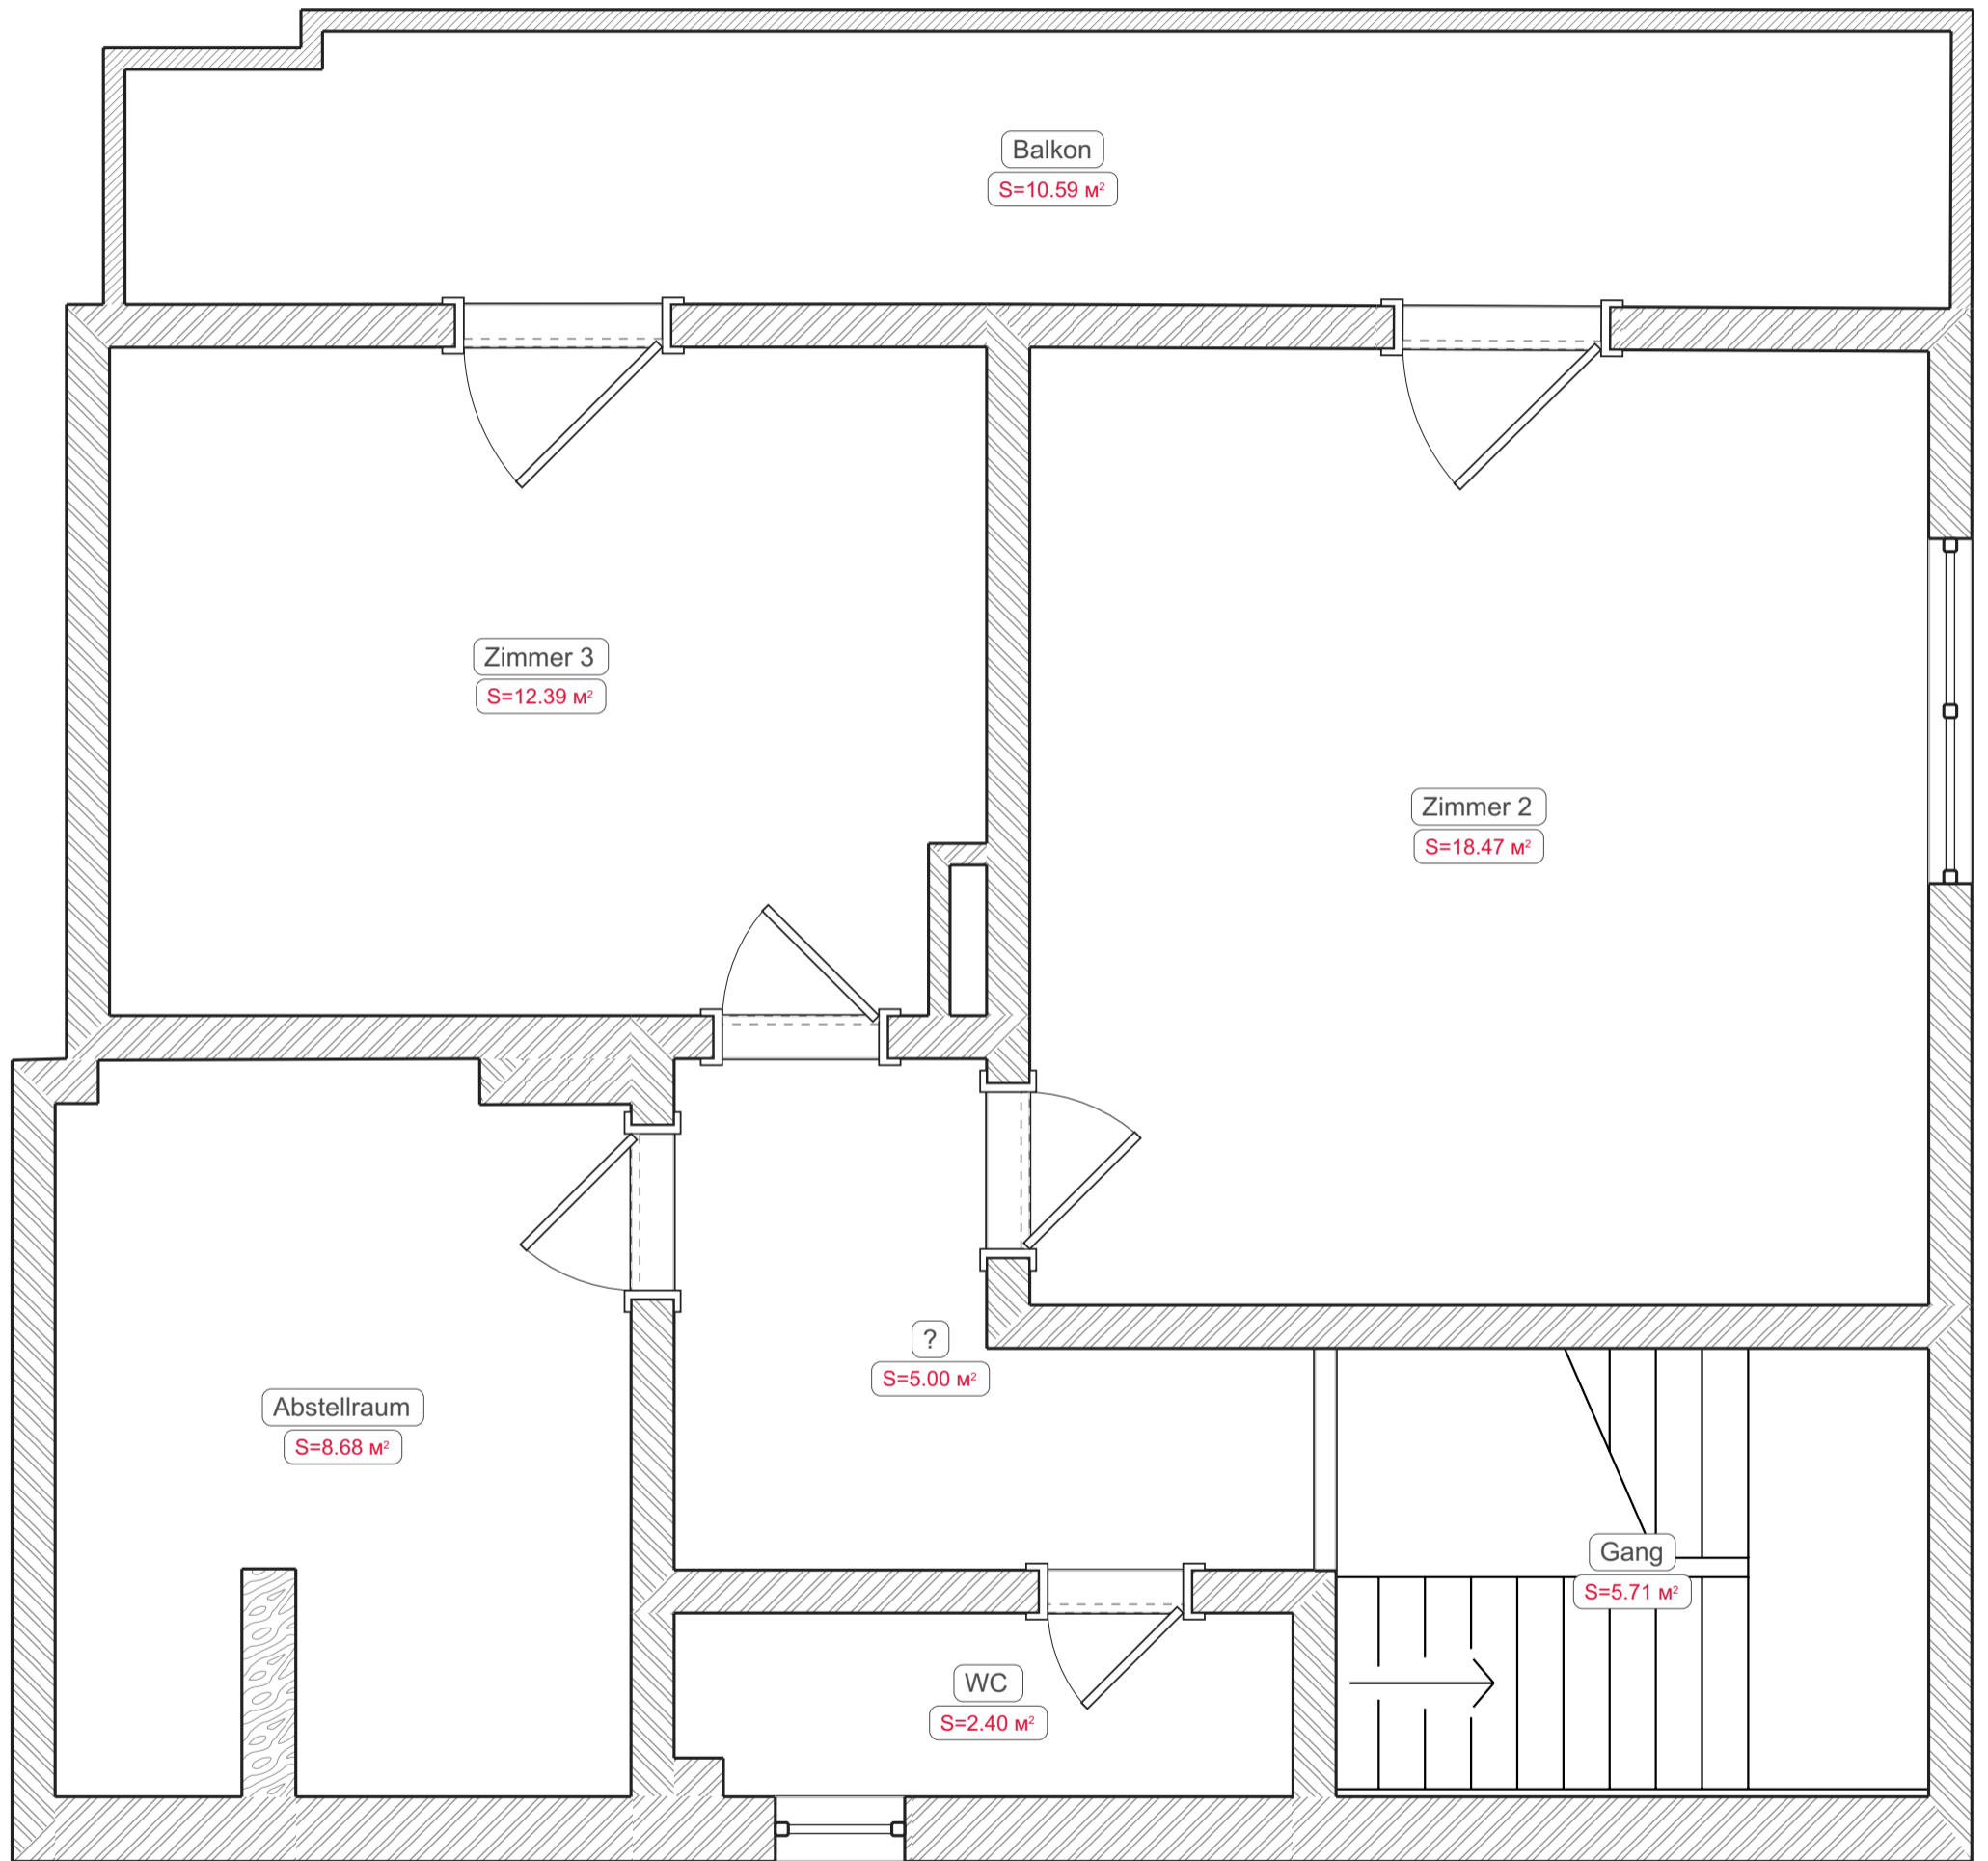 Balkon
S=10.59 м²
Zimmer 3
S=12.39 м²
Zimmer 2
S=18.47 м²
?
S=5.00 м²
Abstellraum
S=8.68 м²
Gang
S=5.71 м²
WC
S=2.40 м²